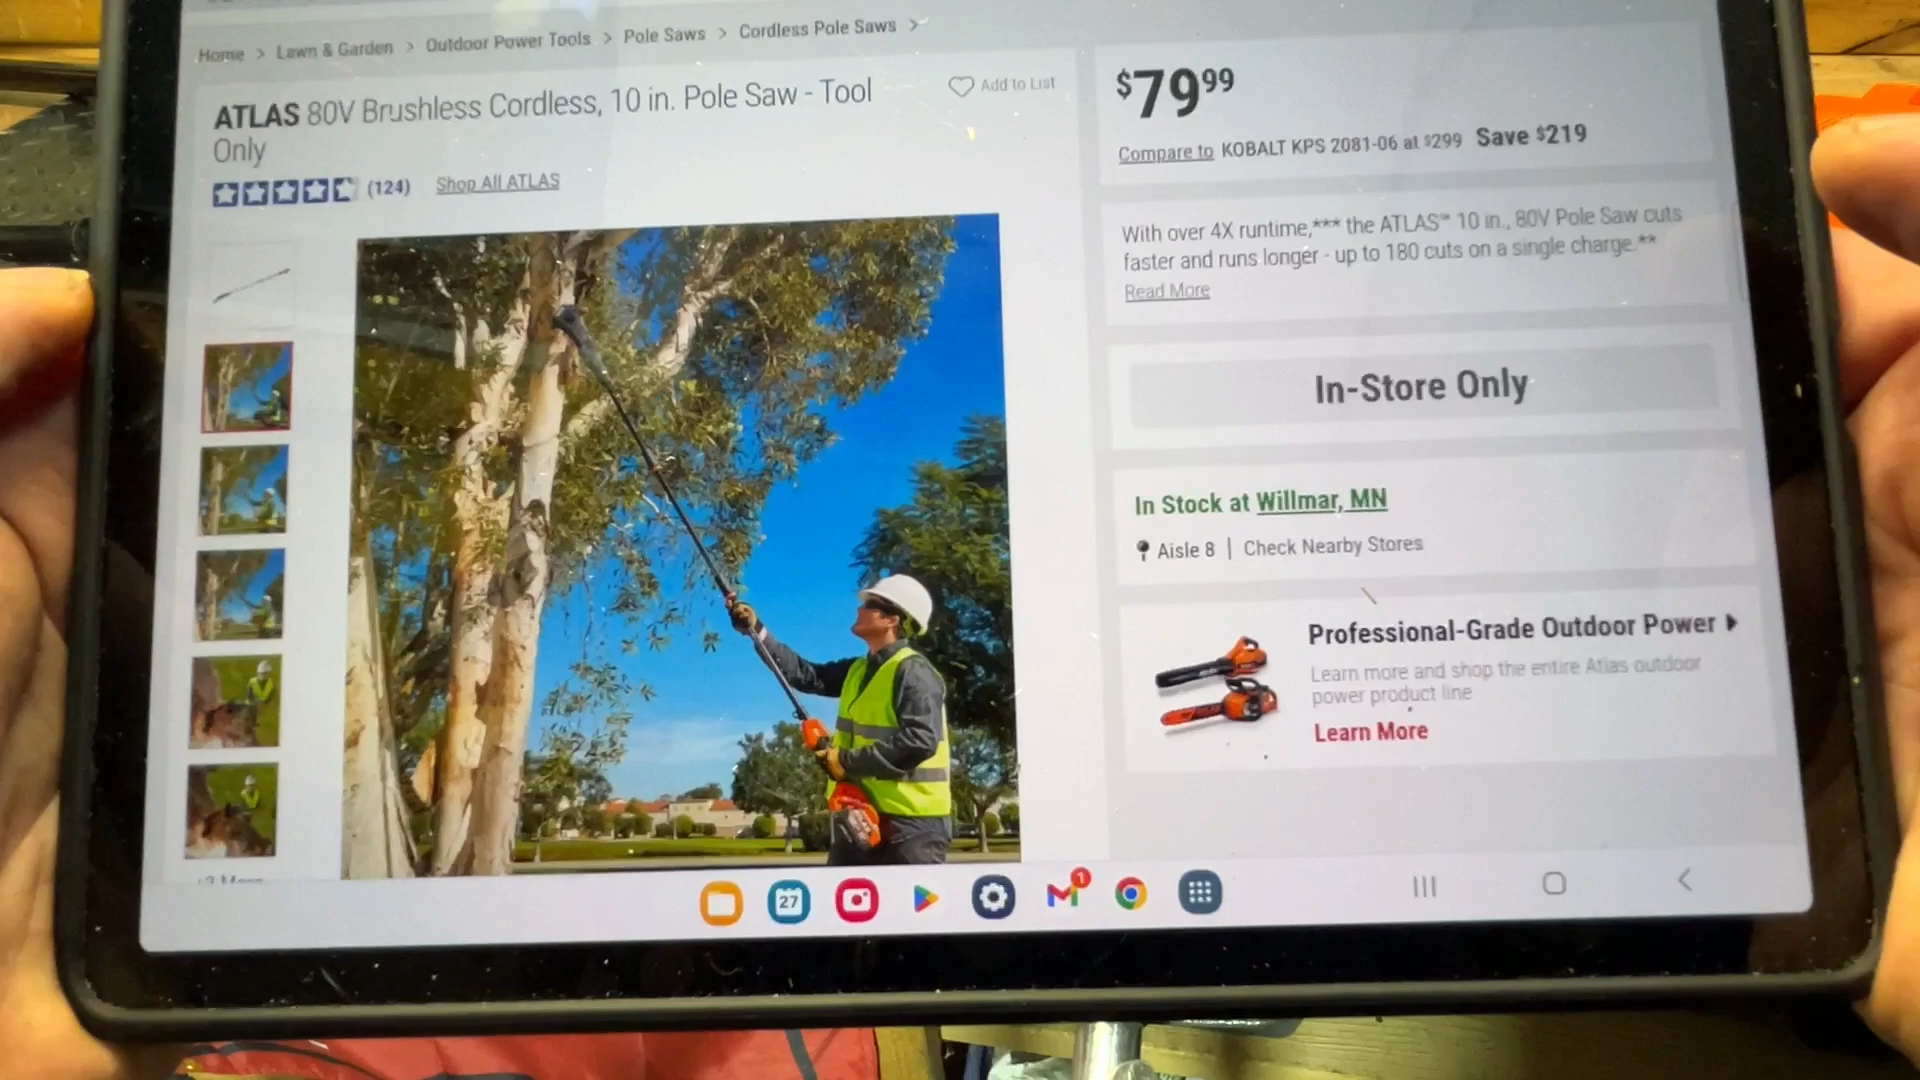 Home > Lawn & Garden > Outdoor Power Tools > Pole Saws > Cordless Pole Saws >
ATLAS 80V Brushless Cordless, 10 in. Pole Saw - Tool
Only
Add to List
(124) Shop All ATLAS
$79.99
Compare to KOBALT KPS 2081-06 at $299 Save $219
With over 4X runtime,*** the ATLAS™ 10 in., 80V Pole Saw cuts
faster and runs longer - up to 180 cuts on a single charge.**
Read More
In-Store Only
In Stock at Willmar, MN
Aisle 8 | Check Nearby Stores
Professional-Grade Outdoor Power
Learn more and shop the entire Atlas outdoor
power product line
Learn More
27
1